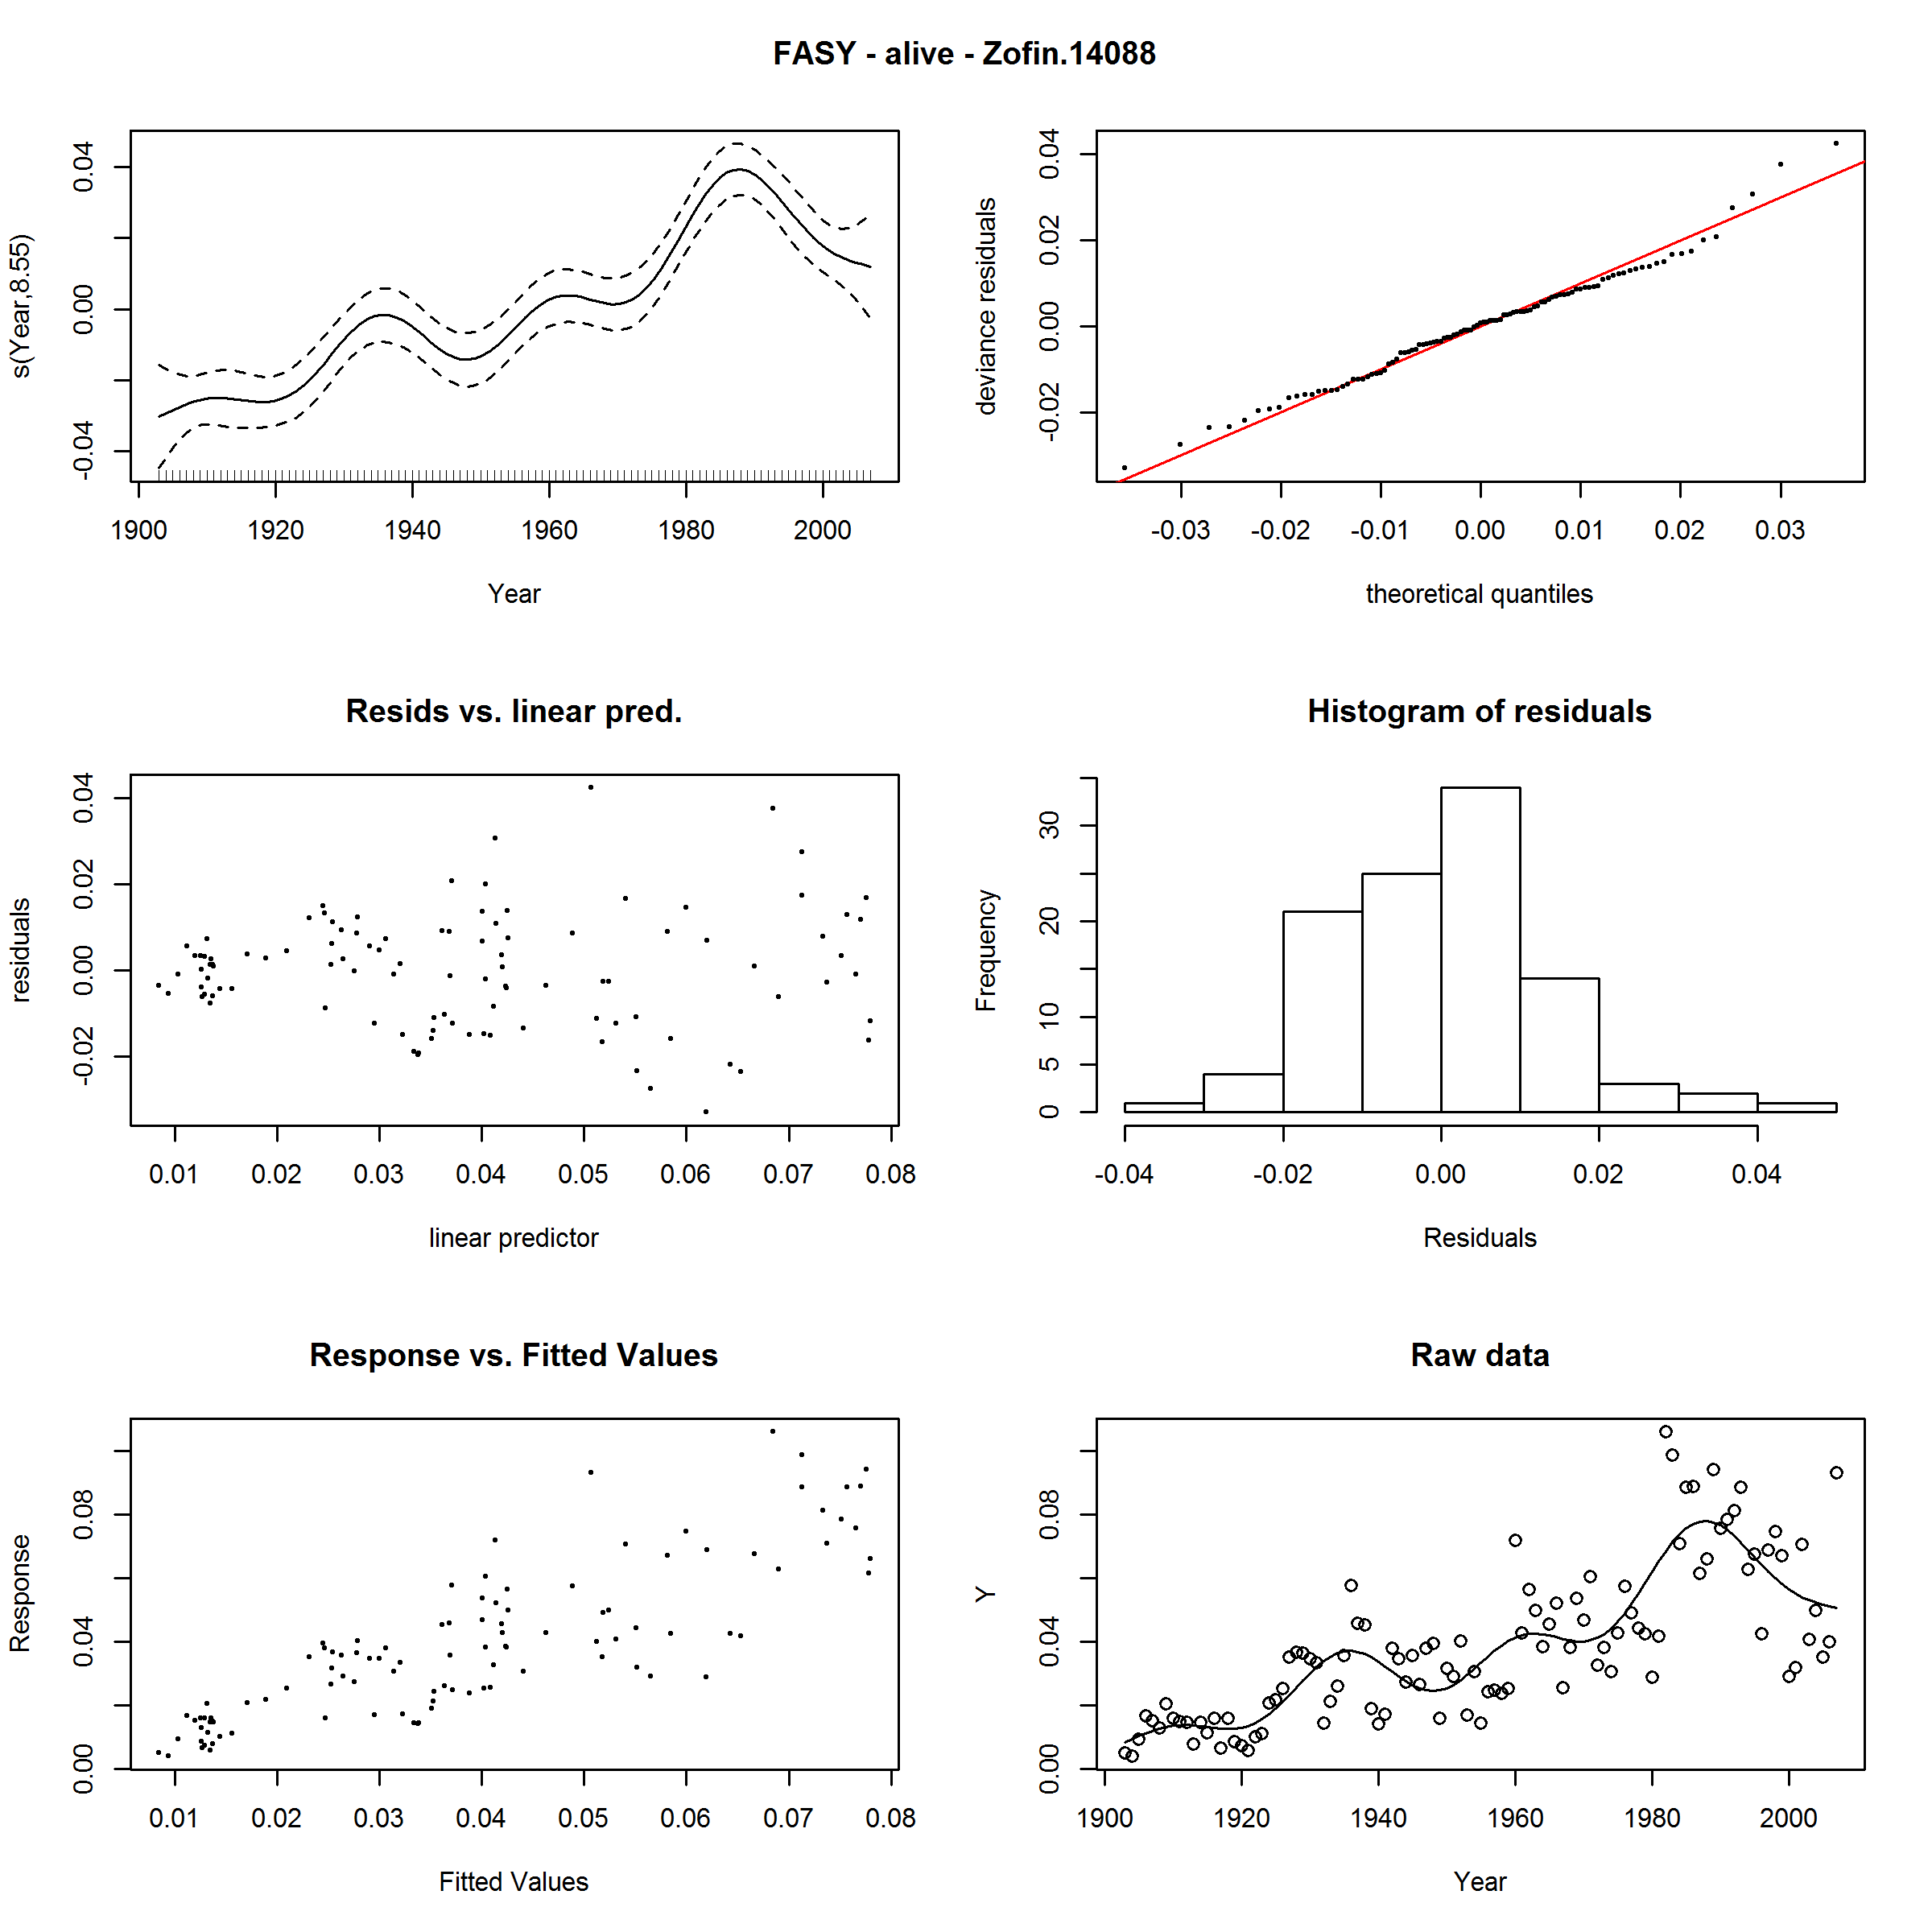 FASY - alive - Zofin.14088
s(Year,8.55)
-0.04 0.00 0.04
1900 1920 1940 1960 1980 2000
Year
deviance residuals
-0.02 0.00 0.02 0.04
-0.03 -0.02 -0.01 0.00 0.01 0.02 0.03
theoretical quantiles
Resids vs. linear pred.
residuals
-0.02 0.00 0.02 0.04
0.01 0.02 0.03 0.04 0.05 0.06 0.07 0.08
linear predictor
Histogram of residuals
Frequency
0 5 10 20 30
-0.04 -0.02 0.00 0.02 0.04
Residuals
Response vs. Fitted Values
Response
0.00 0.04 0.08
0.01 0.02 0.03 0.04 0.05 0.06 0.07 0.08
Fitted Values
Raw data
Y
0.00 0.04 0.08
1900 1920 1940 1960 1980 2000
Year